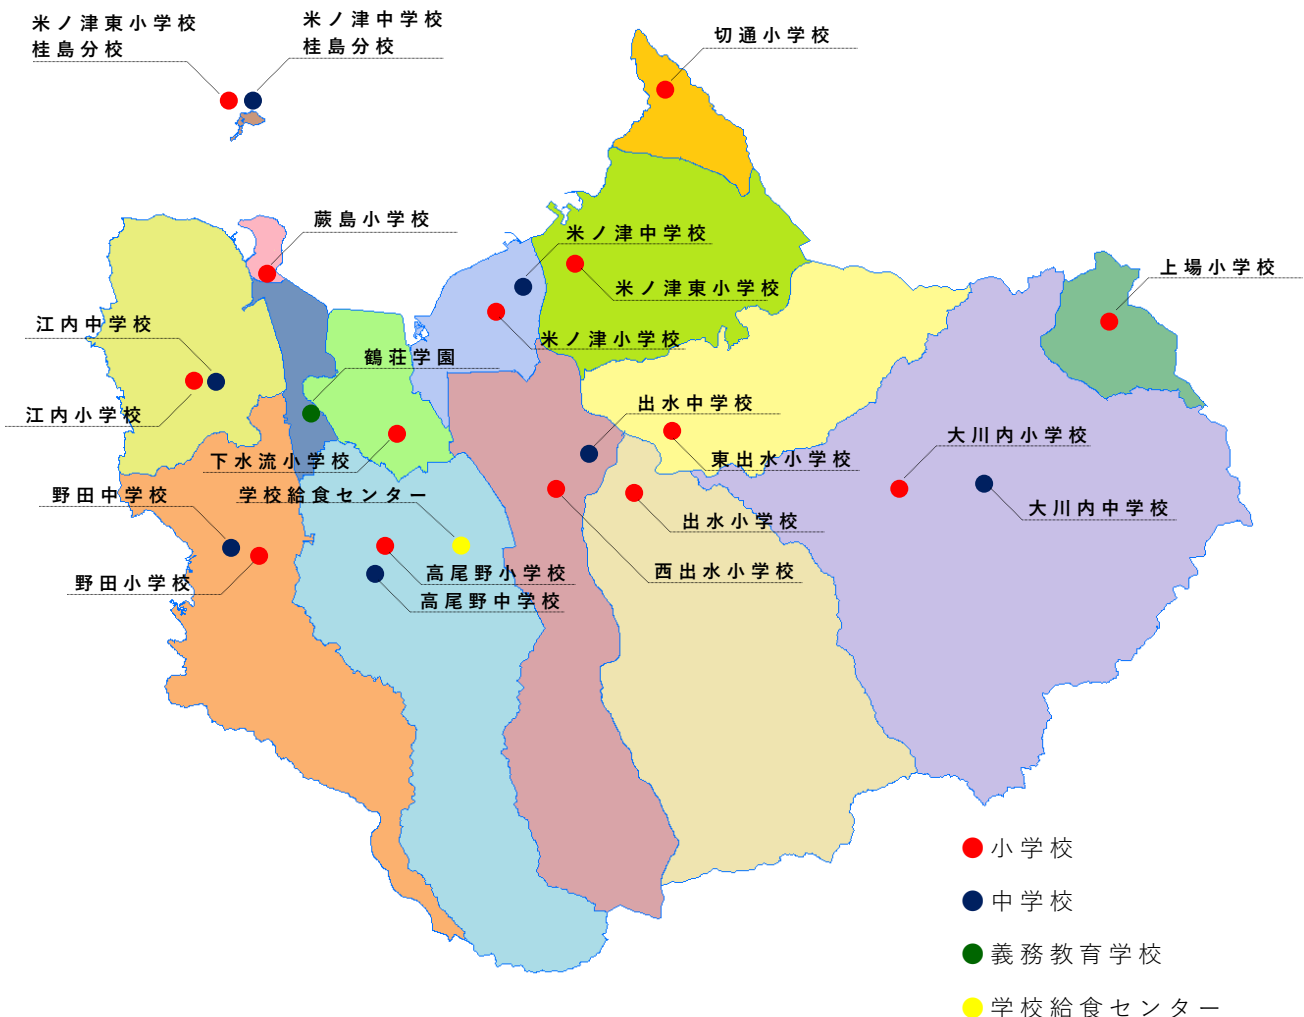 米ノ津東小学校
桂島分校
米ノ津中学校
桂島分校
切通小学校
蕨島小学校
米ノ津中学校
米ノ津東小学校
上場小学校
江内中学校
米ノ津小学校
鶴荘学園
江内小学校
出水中学校
下水流小学校
東出水小学校
大川内小学校
野田中学校
学校給食センター
出水小学校
大川内中学校
野田小学校
高尾野小学校
西出水小学校
高尾野中学校
小学校
中学校
義務教育学校
学校給食センター